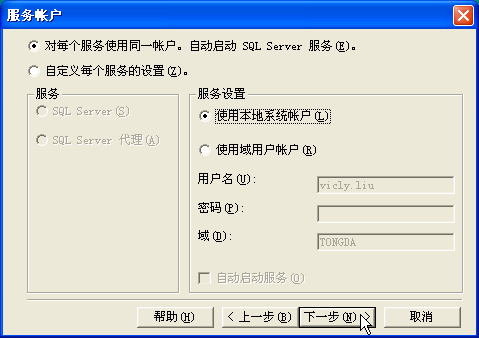 服务帐户
对每个服务使用同一帐户。自动启动 SQL Server 服务(E)。
自定义每个服务的设置(Z)。
服务
SQL Server(S)
SQL Server 代理(A)
服务设置
使用本地系统帐户(L)
使用域用户帐户(R)
用户名(U):
vicly.liu
密码(P):
域(D):
TONGDA
自动启动服务(O)
帮助(H)
< 上一步(B)
下一步(N) >
取消